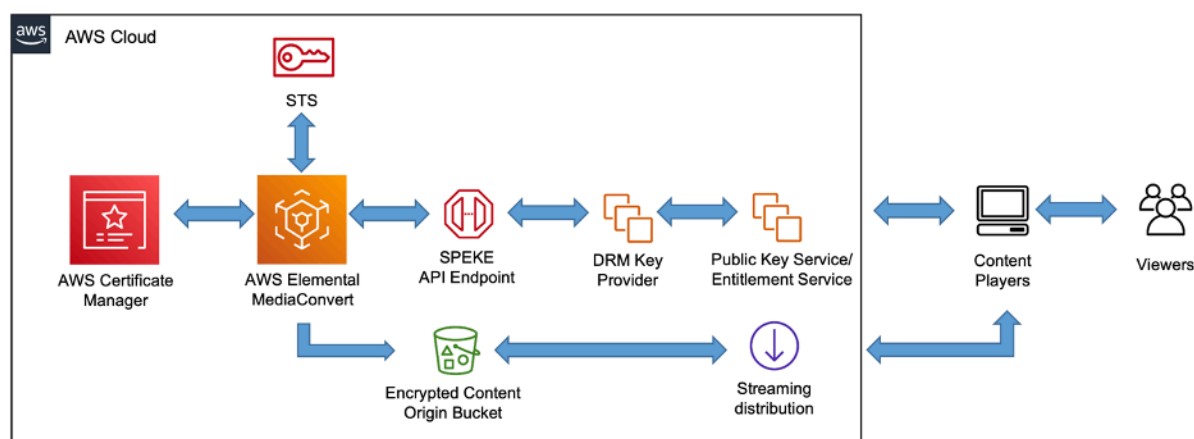 aws
AWS Cloud
STS
AWS Certificate
Manager
AWS Elemental
MediaConvert
SPEKE
API Endpoint
DRM Key
Provider
Public Key Service/
Entitlement Service
Content
Players
Viewers
Encrypted Content
Origin Bucket
Streaming
distribution